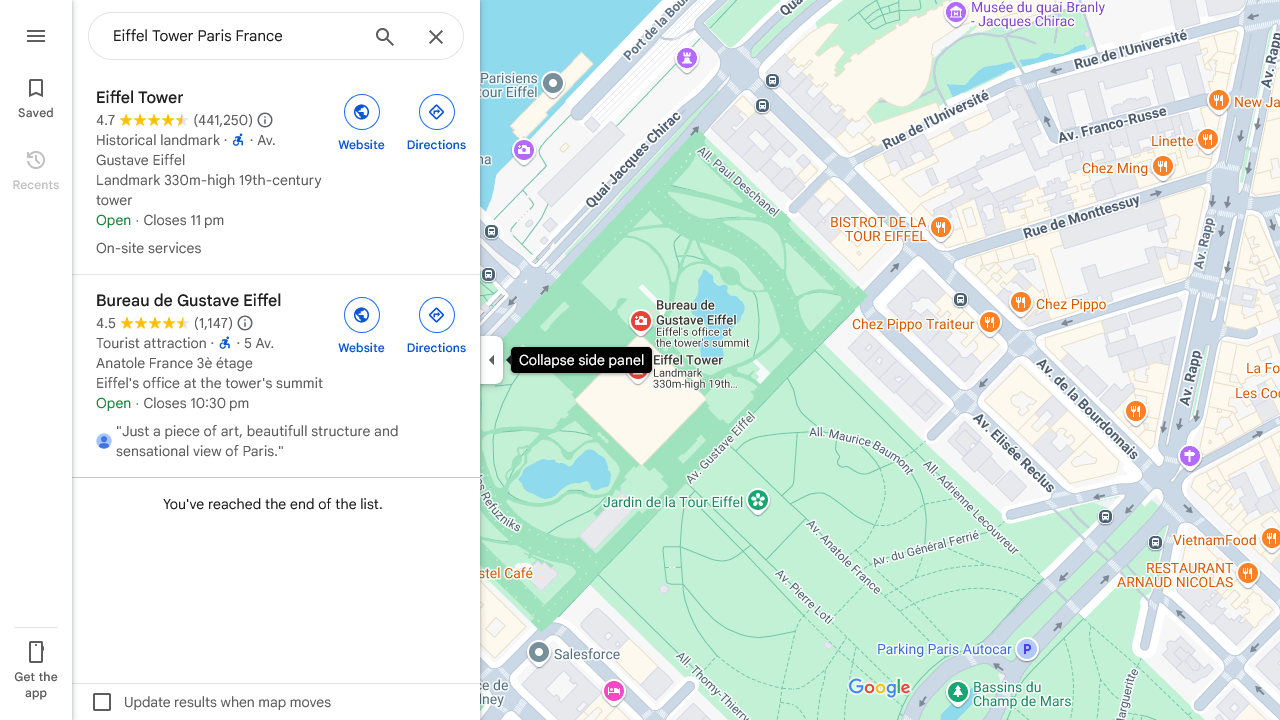 Eiffel Tower Paris France
Saved
Recents
Get the
app
Eiffel Tower
4.7 (441,250)
Historical landmark · · Av.
Gustave Eiffel
Landmark 330m-high 19th-century
tower
Open · Closes 11 pm
On-site services
Website
Directions
Bureau de Gustave Eiffel
4.5 (1,147)
Tourist attraction · · 5 Av.
Anatole France 3è étage
Eiffel's office at the tower's summit
Open · Closes 10:30 pm
"Just a piece of art, beautifull structure and
sensational view of Paris."
Website
Directions
You've reached the end of the list.
Update results when map moves
Collapse side panel
Port de la Bou
Qua
Musée du quai Branly
- Jacques Chirac
Rue de l'Université
Av. Rapp
Parisiens
tour Eiffel
New Ja
Rue de l'Université
Av. Franco-Russe
Linette
Chez Ming
na
Quai Jacques Chirac
All. Paul Deschanel
BISTROT DE LA
TOUR EIFFEL
Rue de Monttessuy
Av. Rapp
Bureau de
Gustave Eiffel
Eiffel's office at
the tower's summit
Chez Pippo
Chez Pippo Traiteur
Eiffel Tower
Landmark
330m-high 19th...
La Fo
Les Coc
Av. Rapp
Av. de la Bourdonnais
Av. Elisée Reclus
Av. Gustave Eiffel
All. Maurice Baumont
All. Adrienne Lecouvreur
Jardin de la Tour Eiffel
des Refuzniks
Av. Anatole France
Av. du Général Ferrié
VietnamFood
stel Café
RESTAURANT
ARNAUD NICOLAS
Av. Pierre Loti
Parking Paris Autocar
P
Salesforce
All. Thomy-Thierry
ce de
dney
Google
Bassins du
Champ de Mars
Margueritte